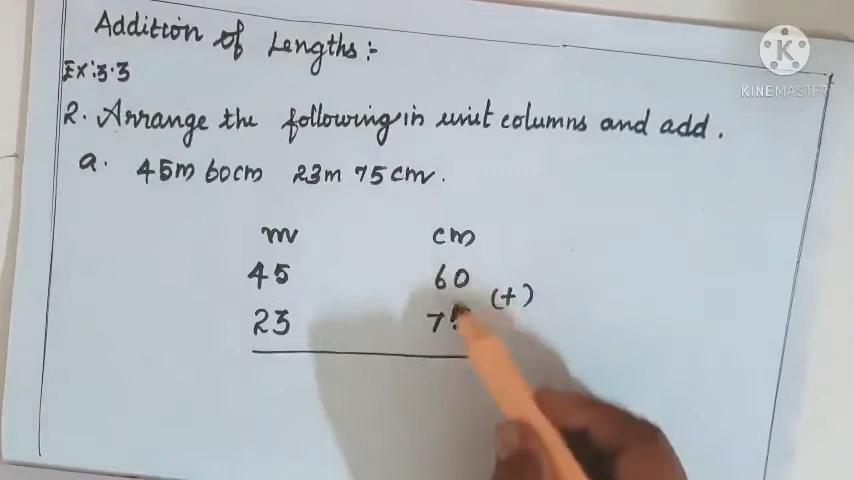 Addition of Lengths:-
Ex:3.3
2. Arrange the following in unit columns and add.
a. 45m 60cm 23m 75cm.
m cm
45 60
(+)
23 75
K
KINEMASTER